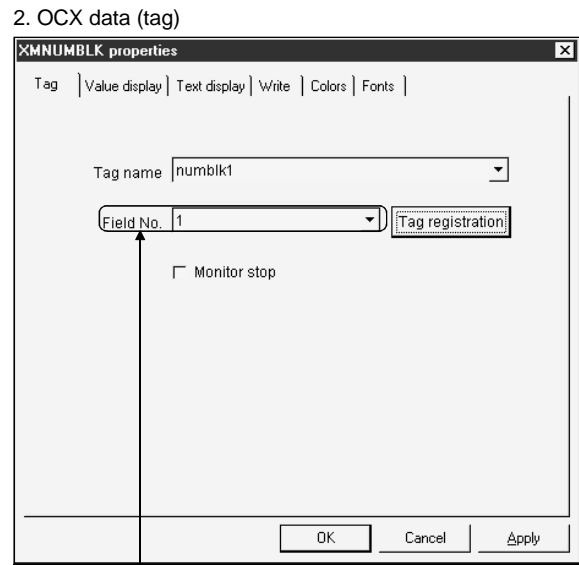 2. OCX data (tag)
XMNUMBLK properties
Tag Value display Text display Write Colors Fonts
Tag name numblk1
Field No. 1 Tag registration
Monitor stop
OK Cancel Apply